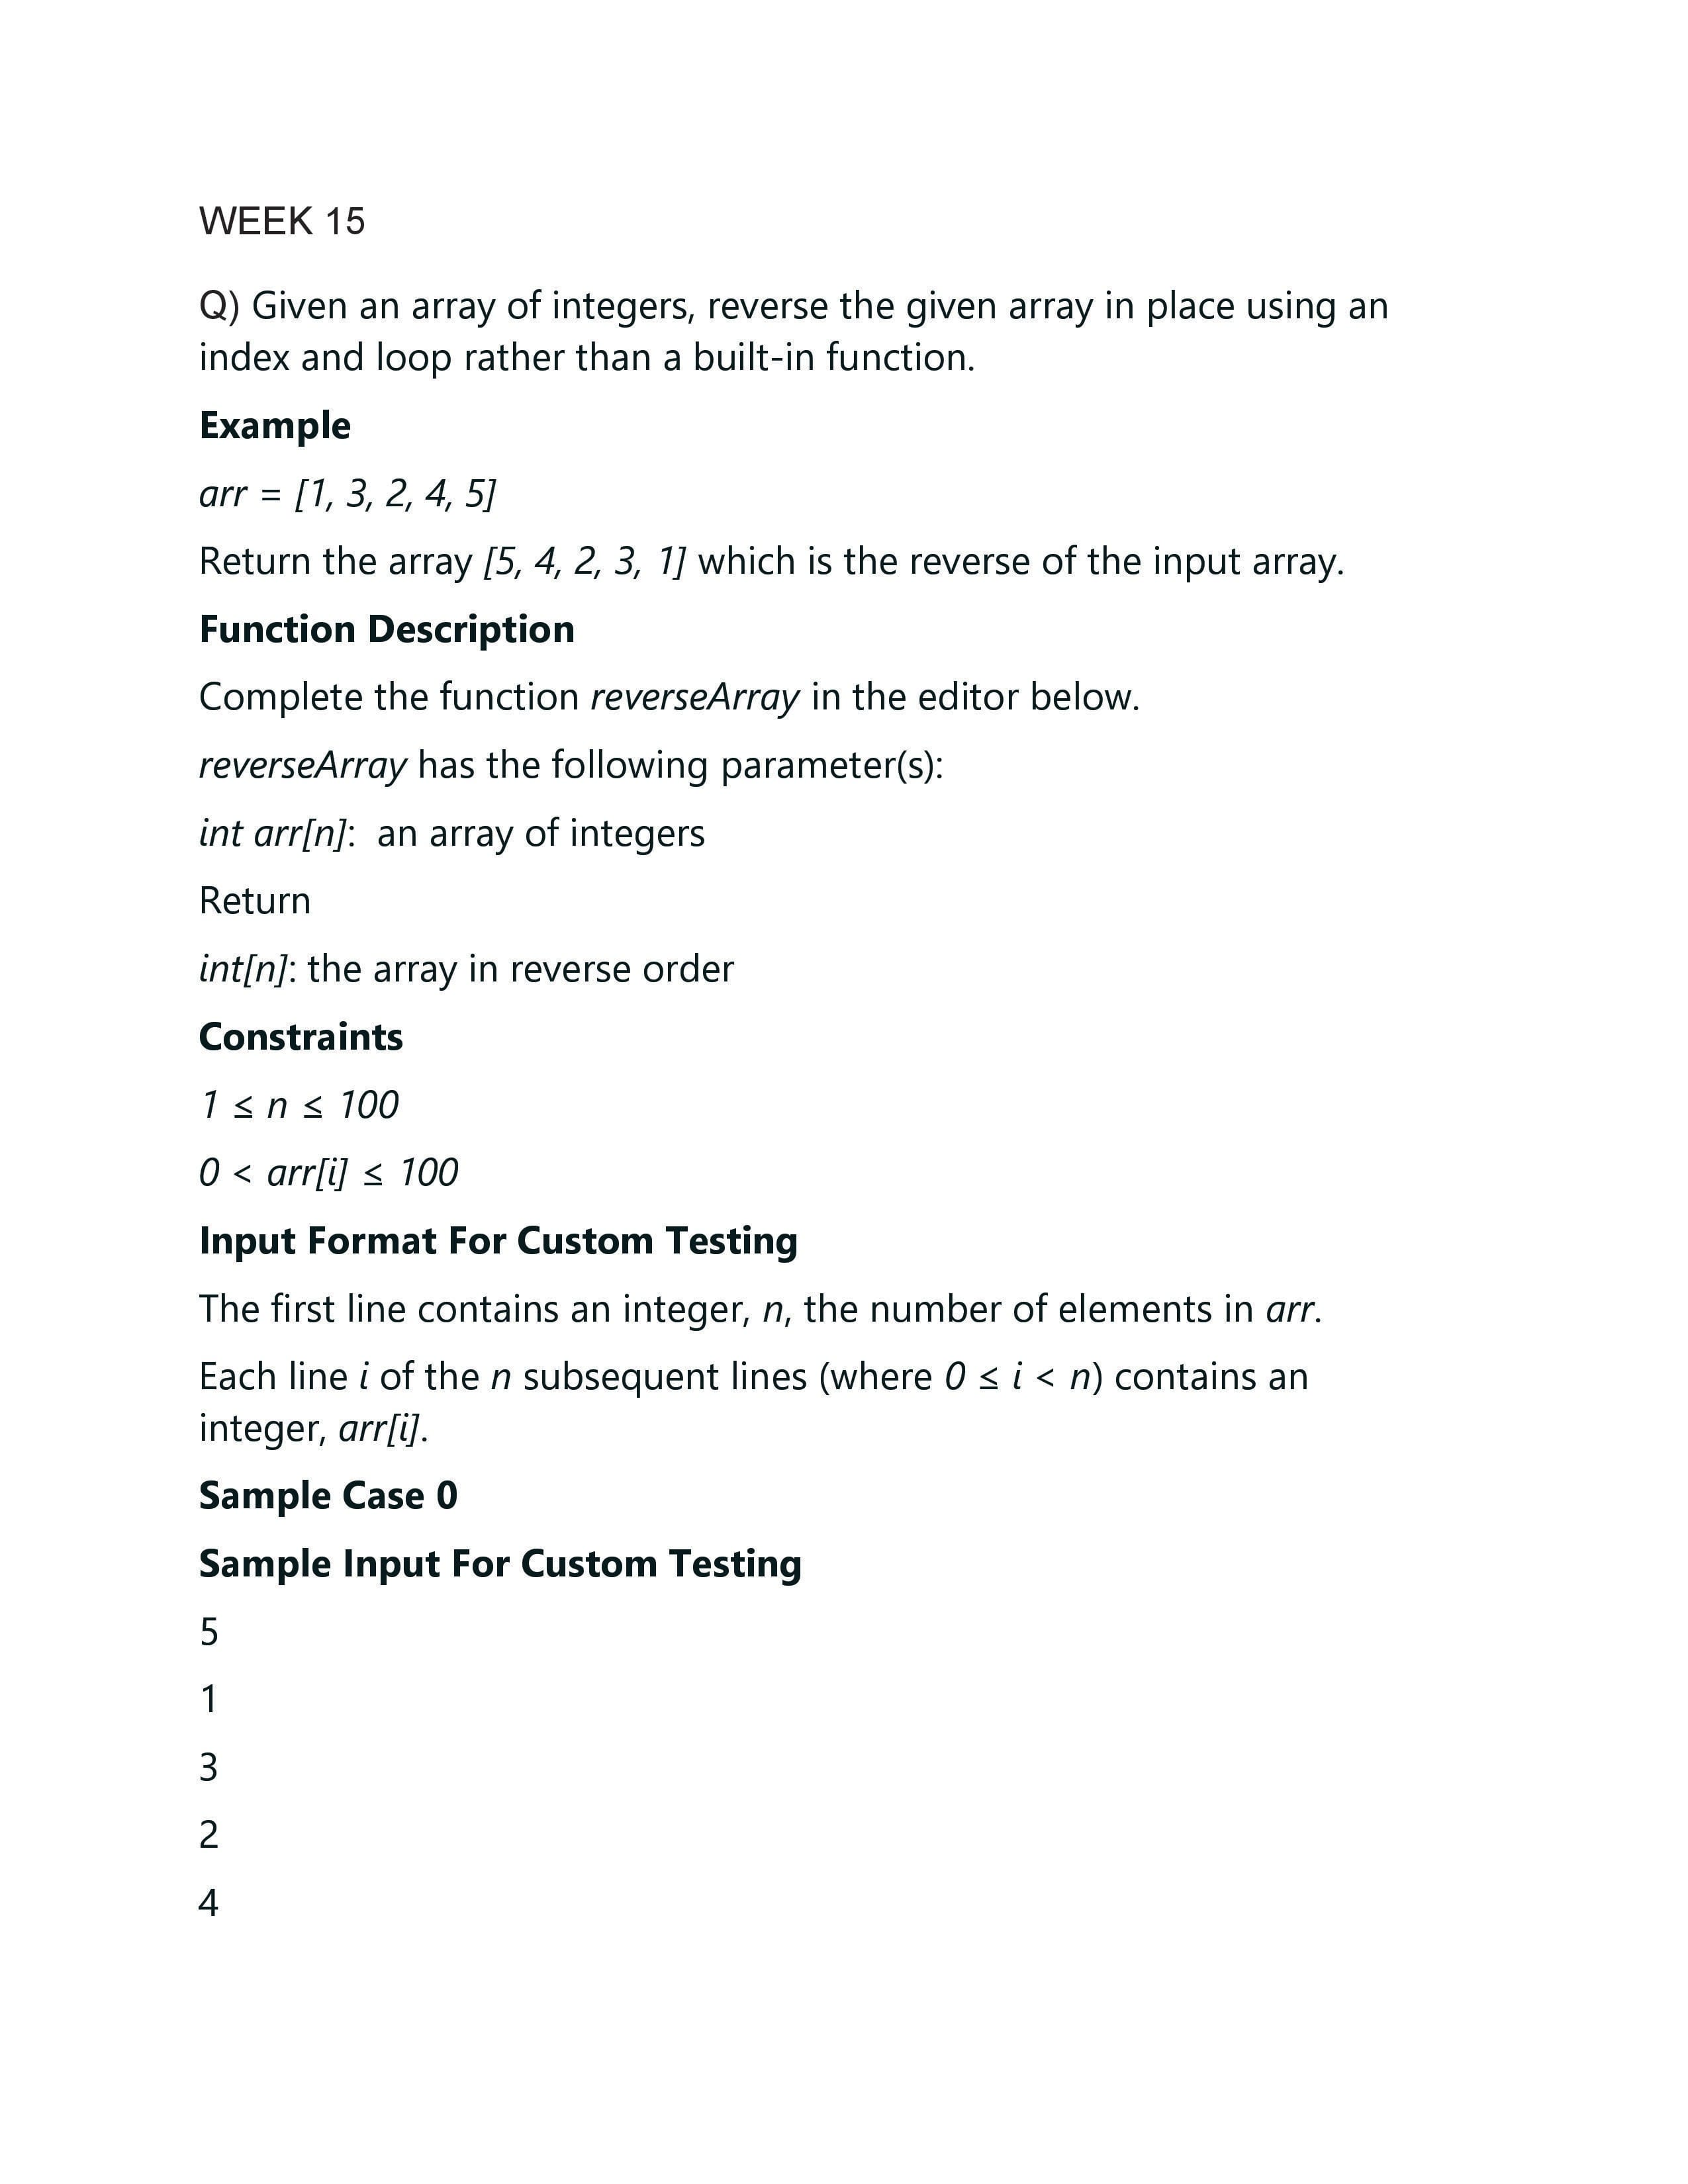 WEEK 15
Q) Given an array of integers, reverse the given array in place using an
index and loop rather than a built-in function.
Example
arr = [1, 3, 2, 4, 5]
Return the array [5, 4, 2, 3, 1] which is the reverse of the input array.
Function Description
Complete the function reverseArray in the editor below.
reverseArray has the following parameter(s):
int arr[n]:  an array of integers
Return
int[n]: the array in reverse order
Constraints
1 ≤ n ≤ 100
0 < arr[i] ≤ 100
Input Format For Custom Testing
The first line contains an integer, n, the number of elements in arr.
Each line i of the n subsequent lines (where 0 ≤ i < n) contains an
integer, arr[i].
Sample Case 0
Sample Input For Custom Testing
5
1
3
2
4